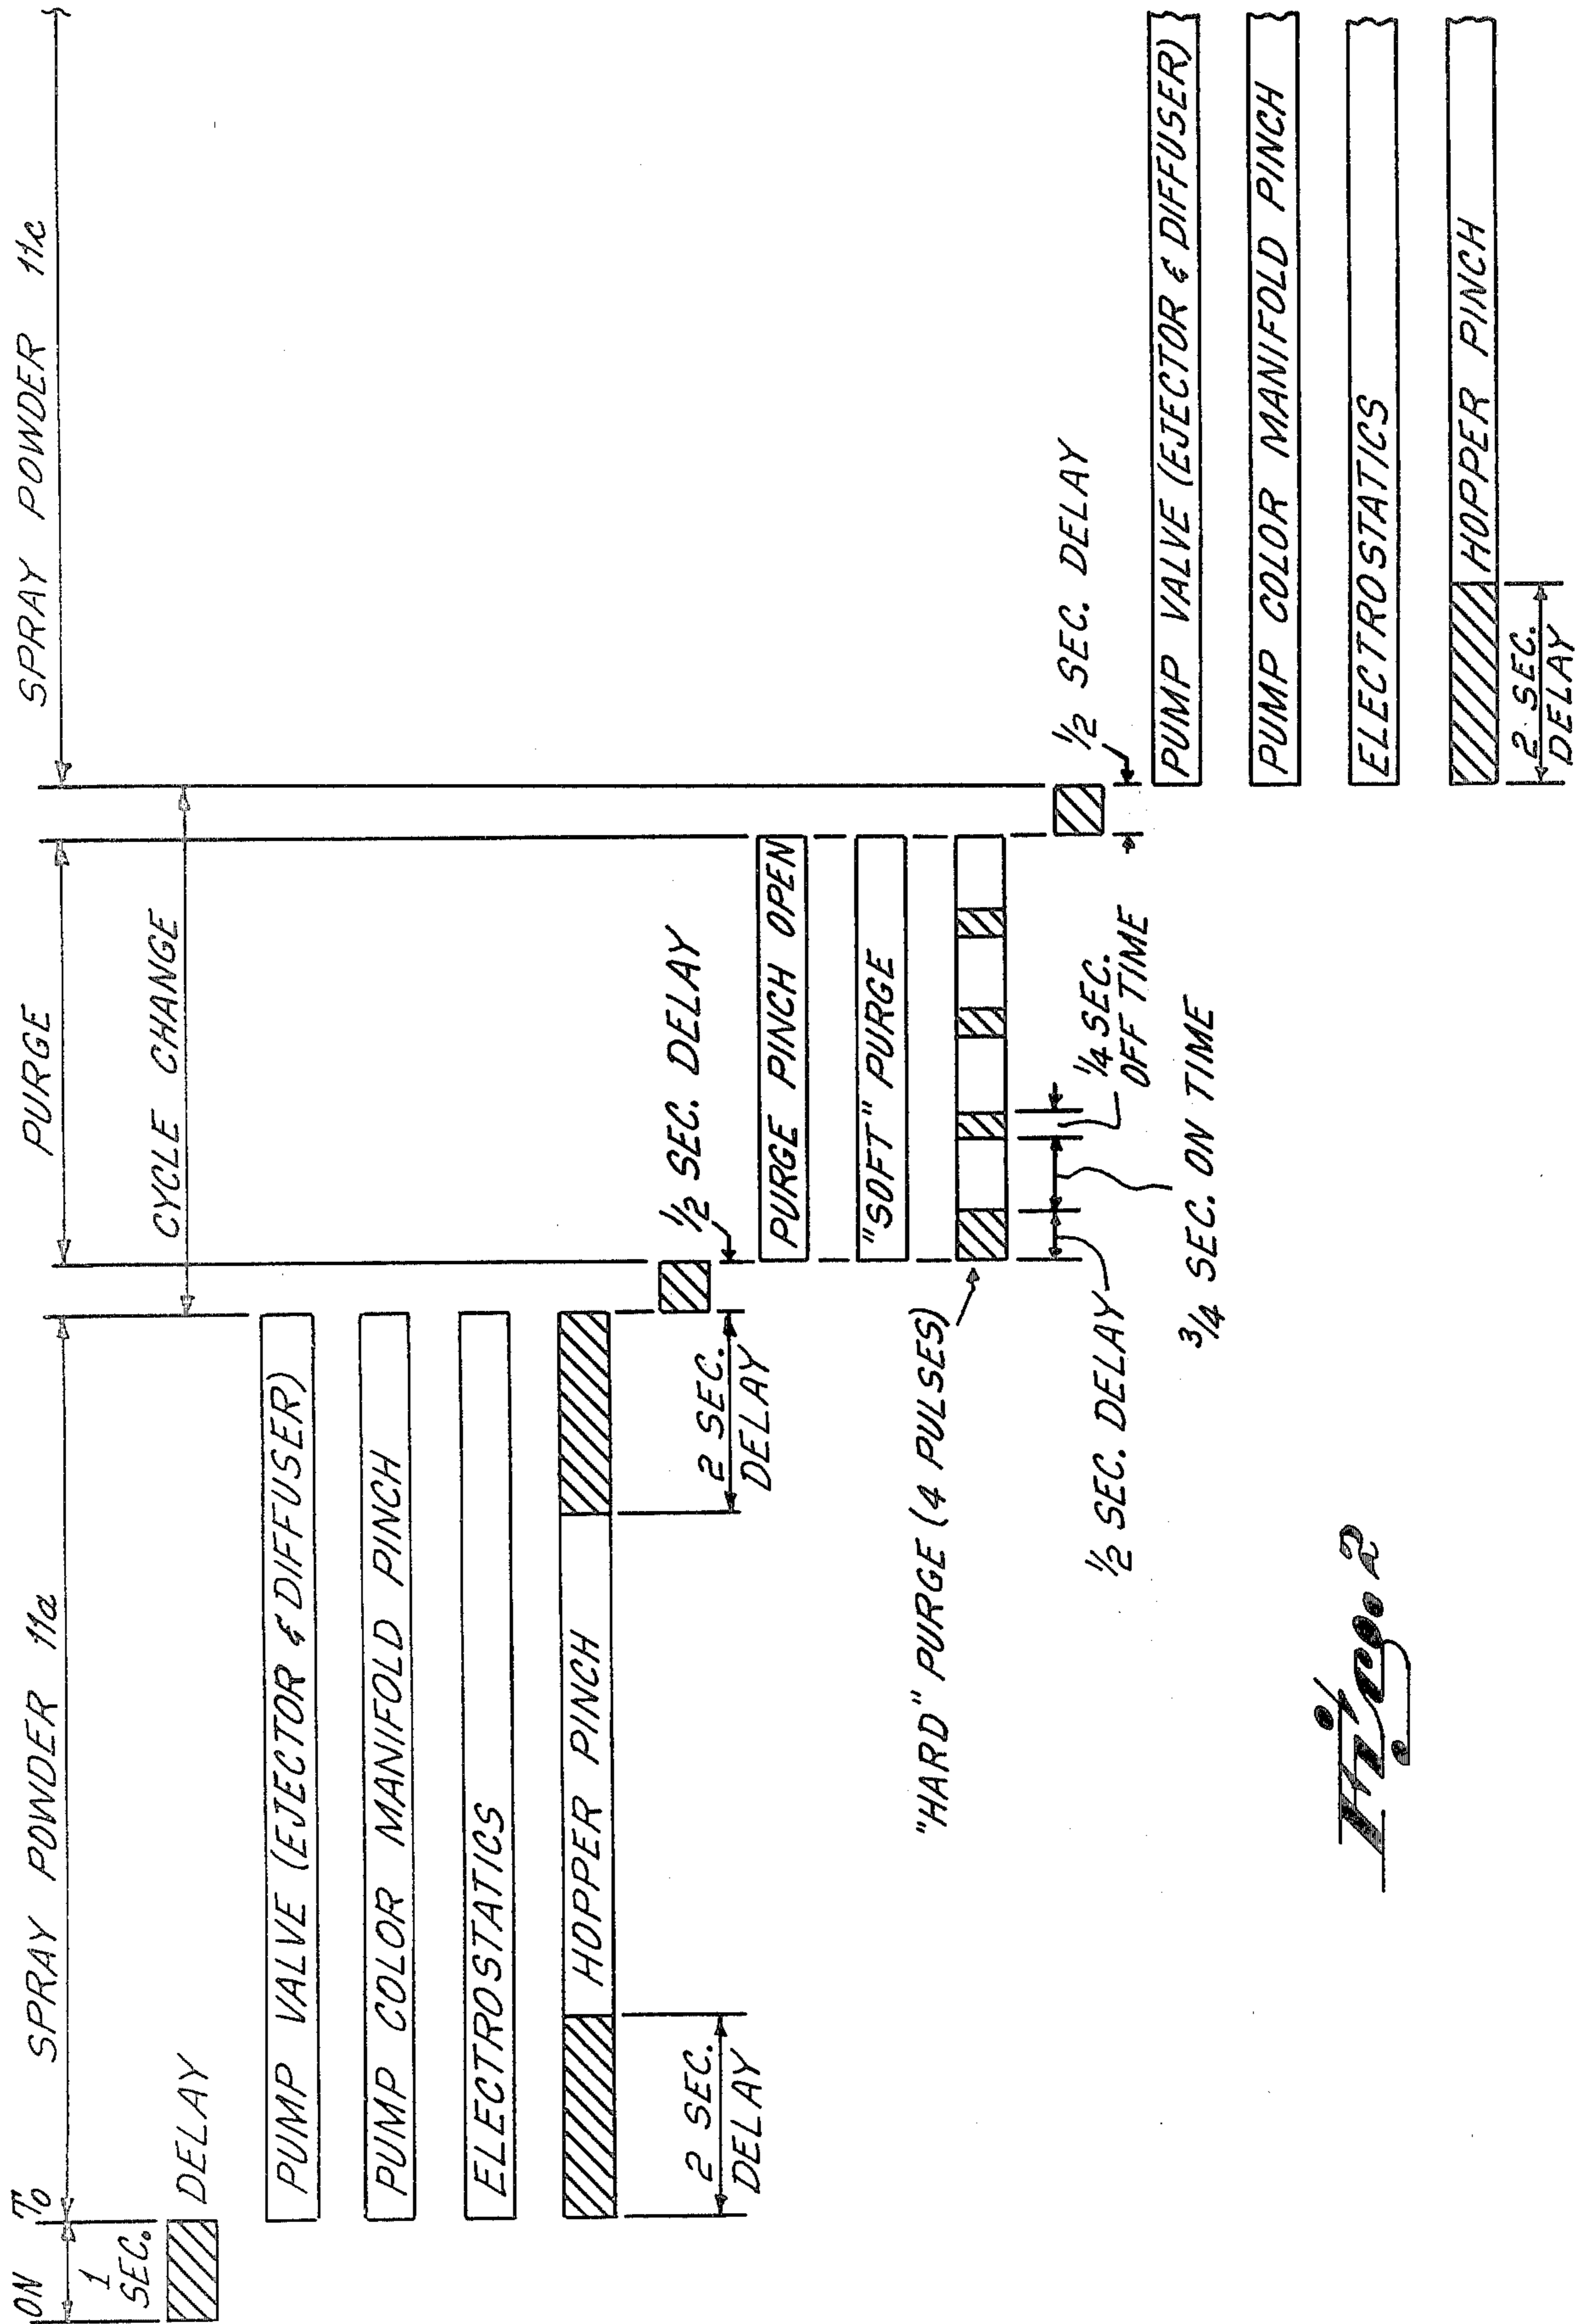 ON
T₀
SPRAY POWDER 11a
PURGE
SPRAY POWDER 11c
1
SEC.
DELAY
CYCLE CHANGE
PUMP VALVE (EJECTOR & DIFFUSER)
PUMP COLOR MANIFOLD PINCH
ELECTROSTATICS
HOPPER PINCH
2 SEC.
DELAY
2 SEC.
DELAY
1/2 SEC. DELAY
PURGE PINCH OPEN
"SOFT" PURGE
"HARD" PURGE (4 PULSES)
1/2 SEC. DELAY
3/4 SEC. ON TIME
1/4 SEC.
OFF TIME
1/2 SEC. DELAY
PUMP VALVE (EJECTOR & DIFFUSER)
PUMP COLOR MANIFOLD PINCH
ELECTROSTATICS
HOPPER PINCH
2 SEC.
DELAY
Fig. 2